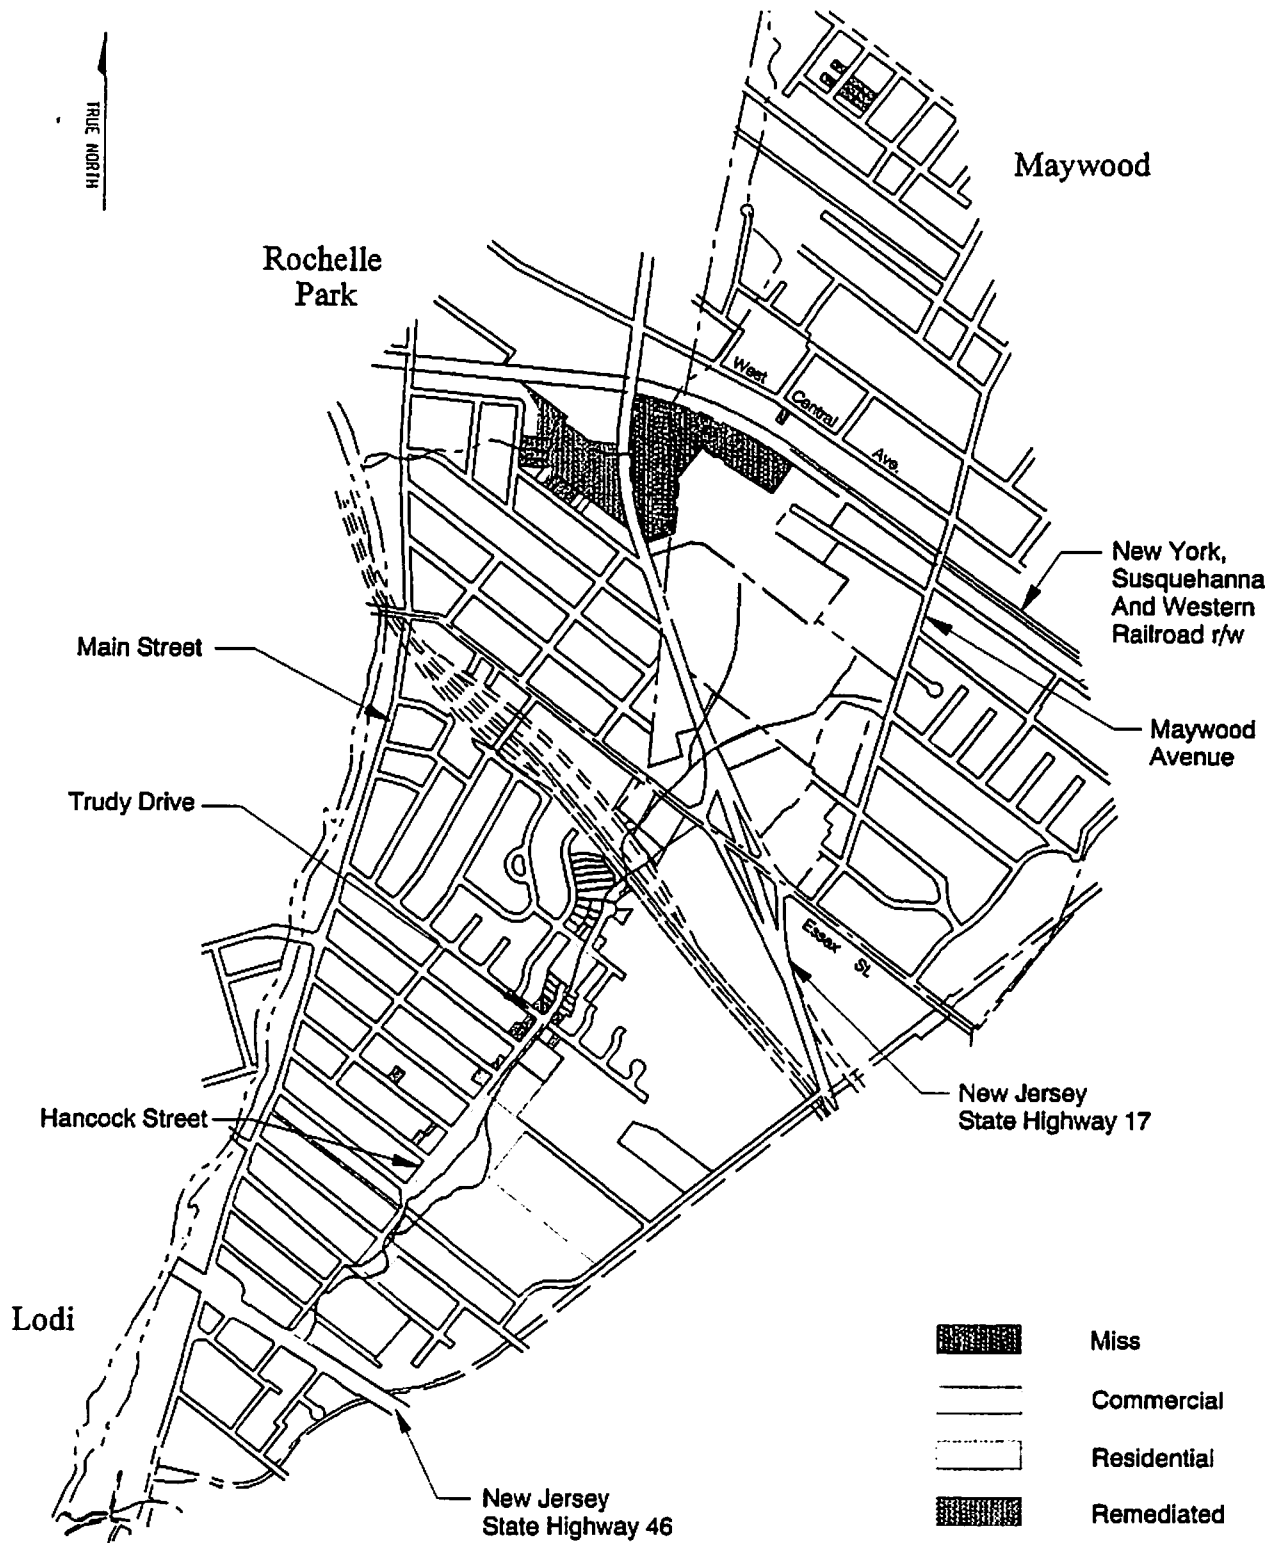 TRUE NORTH
Maywood
Rochelle
Park
West
Central
Ave.
New York,
Susquehanna
And Western
Railroad r/w
Main Street
Maywood
Avenue
Trudy Drive
Essex St.
New Jersey
State Highway 17
Hancock Street
Lodi
Miss
Commercial
Residential
Remediated
New Jersey
State Highway 46